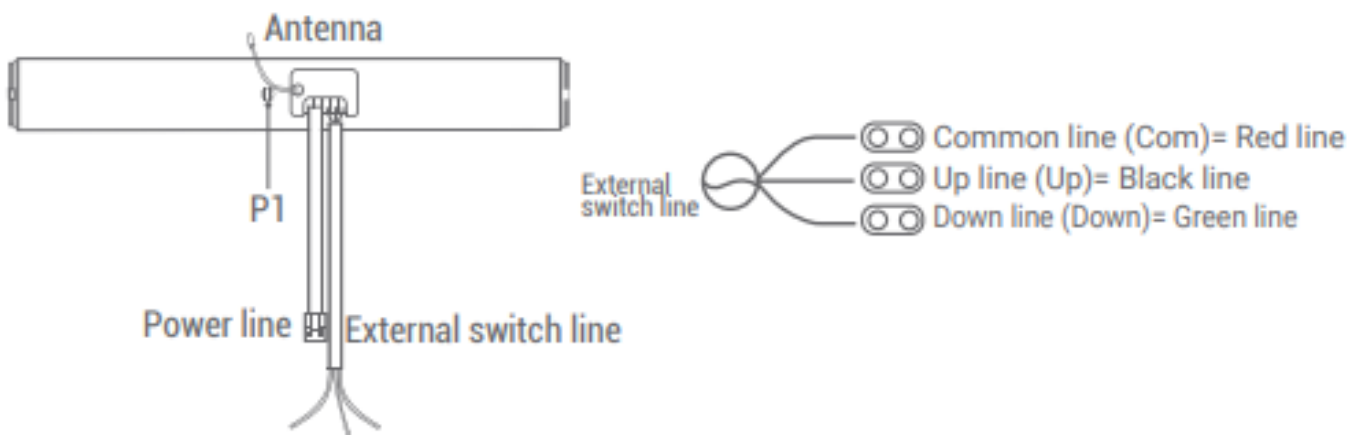 Antenna
P1
Power line
External switch line
External
switch line
Common line (Com)= Red line
Up line (Up)= Black line
Down line (Down)= Green line